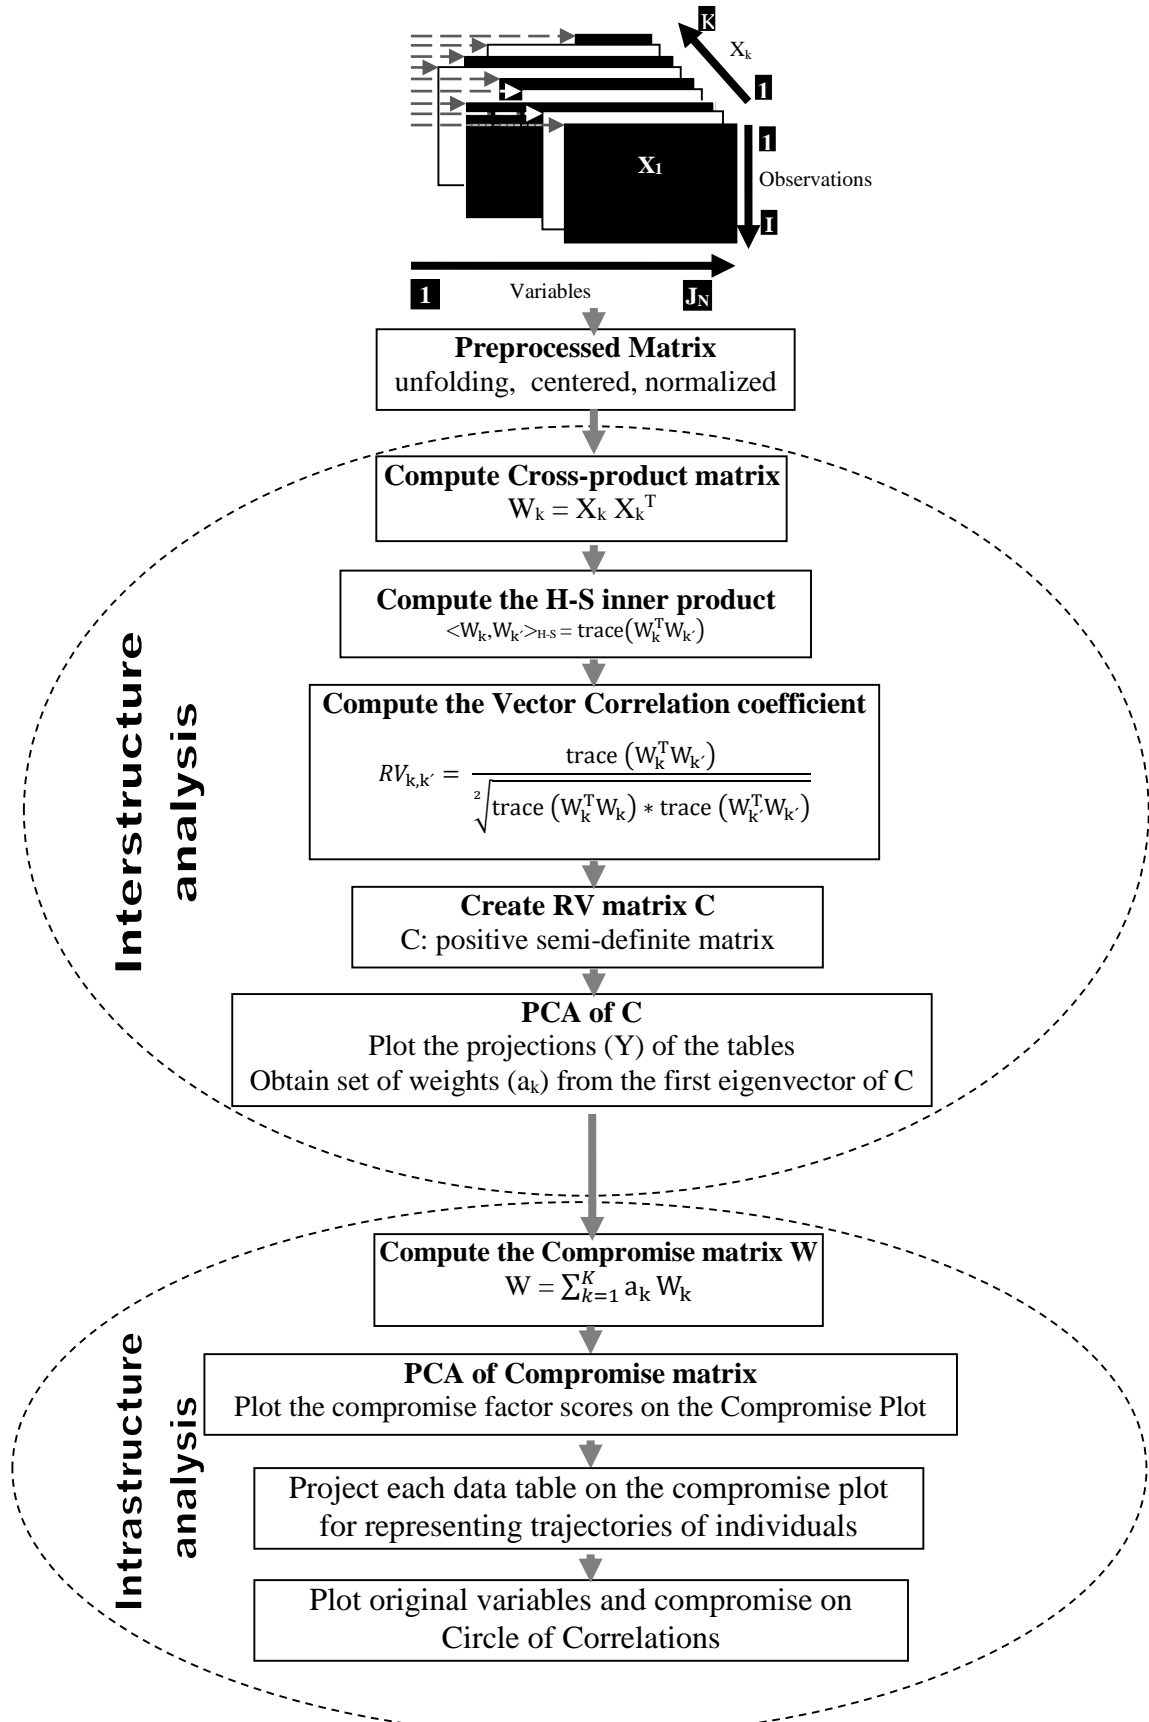 K
X_k
1
1
X_1
Observations
I
1
Variables
J_N
Preprocessed Matrix
unfolding, centered, normalized
Compute Cross-product matrix
W_k = X_k X_k^T
Compute the H-S inner product
<W_k,W_k´>_H-S = trace(W_k^T W_k´)
Compute the Vector Correlation coefficient
RV_k,k´ = trace (W_k^T W_k´) / ²√(trace (W_k^T W_k) * trace (W_k´^T W_k´))
Create RV matrix C
C: positive semi-definite matrix
PCA of C
Plot the projections (Y) of the tables
Obtain set of weights (a_k) from the first eigenvector of C
Interstructure
analysis
Compute the Compromise matrix W
W = ∑_{k=1}^{K} a_k W_k
PCA of Compromise matrix
Plot the compromise factor scores on the Compromise Plot
Project each data table on the compromise plot
for representing trajectories of individuals
Plot original variables and compromise on
Circle of Correlations
Intrastructure
analysis